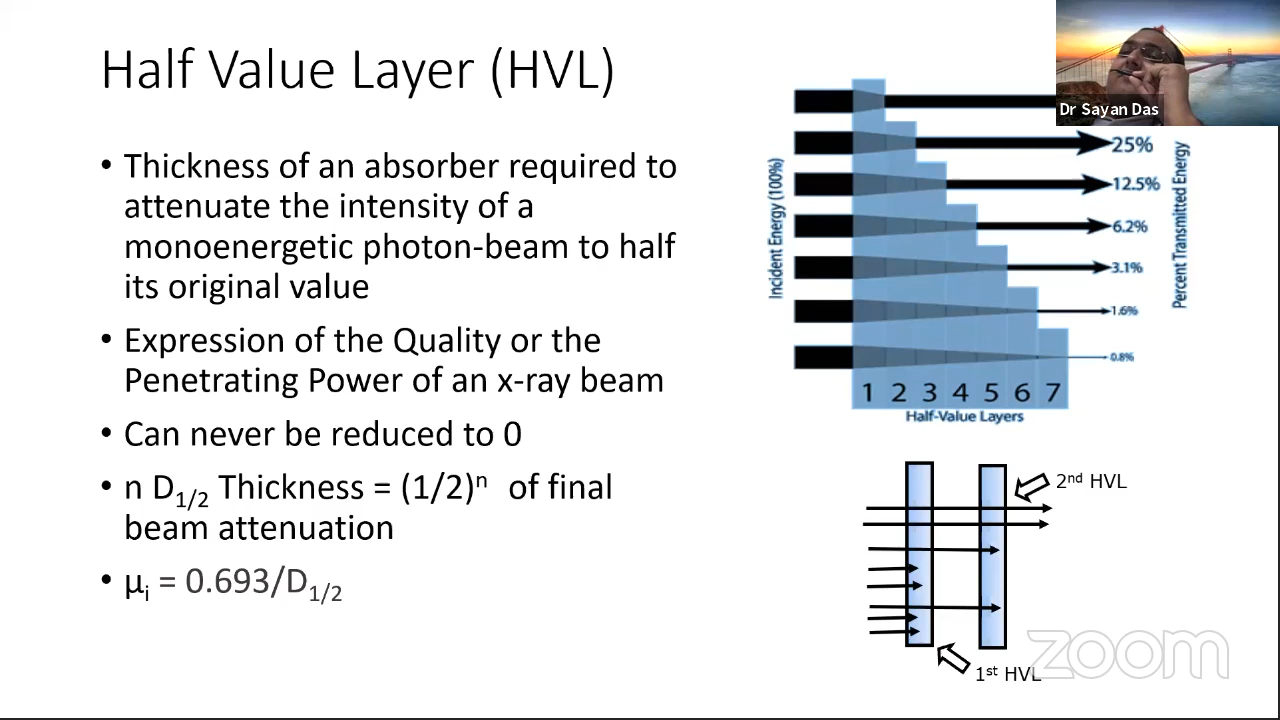 Half Value Layer (HVL)
• Thickness of an absorber required to
attenuate the intensity of a
monoenergetic photon-beam to half
its original value
• Expression of the Quality or the
Penetrating Power of an x-ray beam
• Can never be reduced to 0
• n D1/2 Thickness = (1/2)ⁿ of final
beam attenuation
• μi = 0.693/D1/2
Dr Sayan Das
Incident Energy (100%)
25%
12.5%
6.2%
3.1%
1.6%
0.8%
Percent Transmitted Energy
1 2 3 4 5 6 7
Half-Value Layers
2nd HVL
1st HVL
zoom